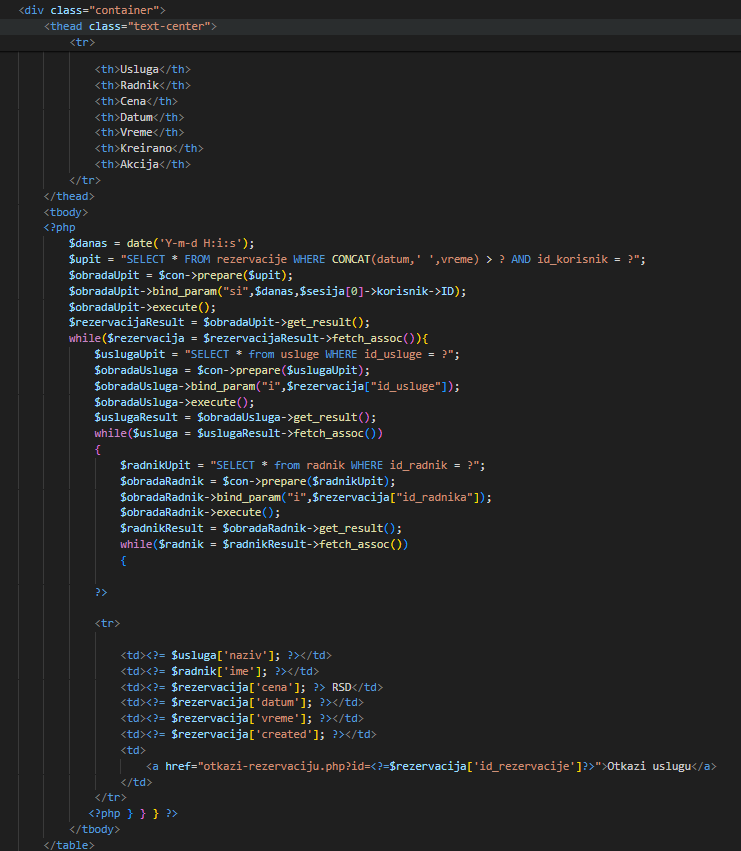 <div class="container">
<thead class="text-center">
<tr>
<th>Usluga</th>
<th>Radnik</th>
<th>Cena</th>
<th>Datum</th>
<th>Vreme</th>
<th>Kreirano</th>
<th>Akcija</th>
</tr>
</thead>
<tbody>
<?php
$danas = date('Y-m-d H:i:s');
$upit = "SELECT * FROM rezervacije WHERE CONCAT(datum,' ',vreme) > ? AND id_korisnik = ?";
$obradaUpit = $con->prepare($upit);
$obradaUpit->bind_param("si",$danas,$sesija[0]->korisnik->ID);
$obradaUpit->execute();
$rezervacijaResult = $obradaUpit->get_result();
while($rezervacija = $rezervacijaResult->fetch_assoc()){
$uslugaUpit = "SELECT * from usluge WHERE id_usluge = ?";
$obradaUsluga = $con->prepare($uslugaUpit);
$obradaUsluga->bind_param("i",$rezervacija["id_usluge"]);
$obradaUsluga->execute();
$uslugaResult = $obradaUsluga->get_result();
while($usluga = $uslugaResult->fetch_assoc())
{
$radnikUpit = "SELECT * from radnik WHERE id_radnik = ?";
$obradaRadnik = $con->prepare($radnikUpit);
$obradaRadnik->bind_param("i",$rezervacija["id_radnika"]);
$obradaRadnik->execute();
$radnikResult = $obradaRadnik->get_result();
while($radnik = $radnikResult->fetch_assoc())
{
?>
<tr>
<td><?= $usluga['naziv']; ?></td>
<td><?= $radnik['ime']; ?></td>
<td><?= $rezervacija['cena']; ?> RSD</td>
<td><?= $rezervacija['datum']; ?></td>
<td><?= $rezervacija['vreme']; ?></td>
<td><?= $rezervacija['created']; ?></td>
<td>
<a href="otkazi-rezervaciju.php?id=<?=$rezervacija['id_rezervacije']?>">Otkazi uslugu</a>
</td>
</tr>
<?php } } } ?>
</tbody>
</table>